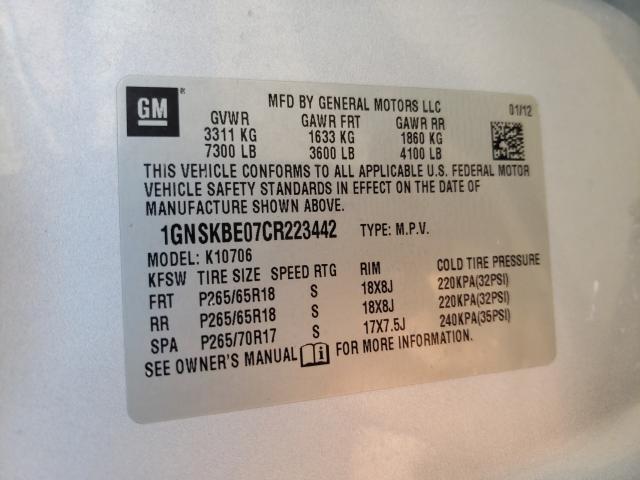 GM ®
MFD BY GENERAL MOTORS LLC 01/12
GVWR GAWR FRT GAWR RR
3311 KG 1633 KG 1860 KG
7300 LB 3600 LB 4100 LB
THIS VEHICLE CONFORMS TO ALL APPLICABLE U.S. FEDERAL MOTOR
VEHICLE SAFETY STANDARDS IN EFFECT ON THE DATE OF
MANUFACTURE SHOWN ABOVE.
1GNSKBE07CR223442 TYPE: M.P.V.
MODEL: K10706
KFSW TIRE SIZE SPEED RTG RIM COLD TIRE PRESSURE
FRT P265/65R18 S 18X8J 220KPA(32PSI)
RR P265/65R18 S 18X8J 220KPA(32PSI)
SPA P265/70R17 S 17X7.5J 240KPA(35PSI)
SEE OWNER'S MANUAL i FOR MORE INFORMATION.